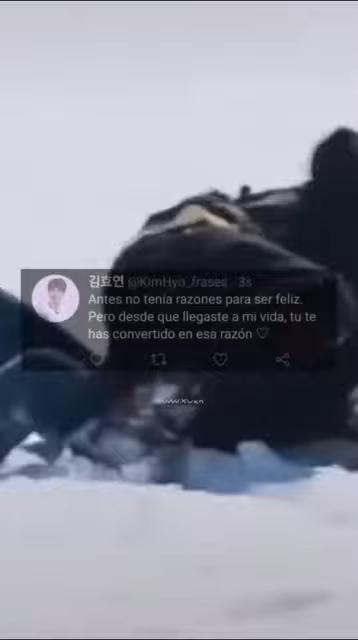 김효연 @KimHyo_frases · 3s
Antes no tenía razones para ser feliz.
Pero desde que llegaste a mi vida, tu te
has convertido en esa razón ♡